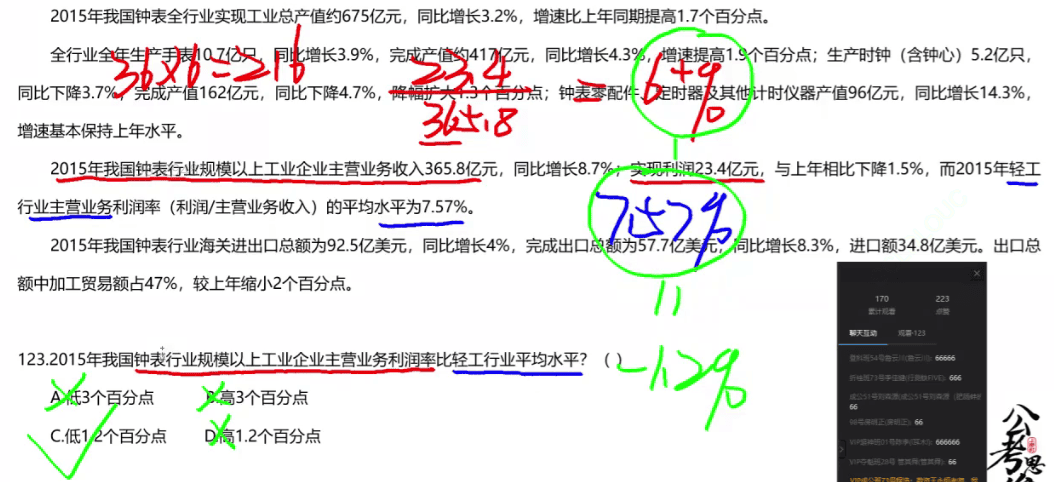 2015年我国钟表全行业实现工业总产值约675亿元，同比增长3.2%，增速比上年同期提高1.7个百分点。
全行业全年生产手表10.7亿只，同比增长3.9%，完成产值约417亿元，同比增长4.3%，增速提高1.9个百分点；生产时钟（含钟心）5.2亿只，
同比下降3.7%，完成产值162亿元，同比下降4.7%，降幅扩大1.3个百分点；钟表零配件、定时器及其他计时仪器产值96亿元，同比增长14.3%，
增速基本保持上年水平。
36×6=216
23.4
365.8
=
6+%
2015年我国钟表行业规模以上工业企业主营业务收入365.8亿元，同比增长8.7%；实现利润23.4亿元，与上年相比下降1.5%，而2015年轻工
行业主营业务利润率（利润/主营业务收入）的平均水平为7.57%。
7.57%
2015年我国钟表行业海关进出口总额为92.5亿美元，同比增长4%，完成出口总额为57.7亿美元，同比增长8.3%，进口额34.8亿美元。出口总
额中加工贸易额占47%，较上年缩小2个百分点。
123.2015年我国钟表行业规模以上工业企业主营业务利润率比轻工行业平均水平？（ ）
-1.2%
A.低3个百分点 B.高3个百分点
C.低1.2个百分点 D.高1.2个百分点
170 223
累计观看 点赞
聊天互动 观看·123
66666
666
66
66
666666
66
公考